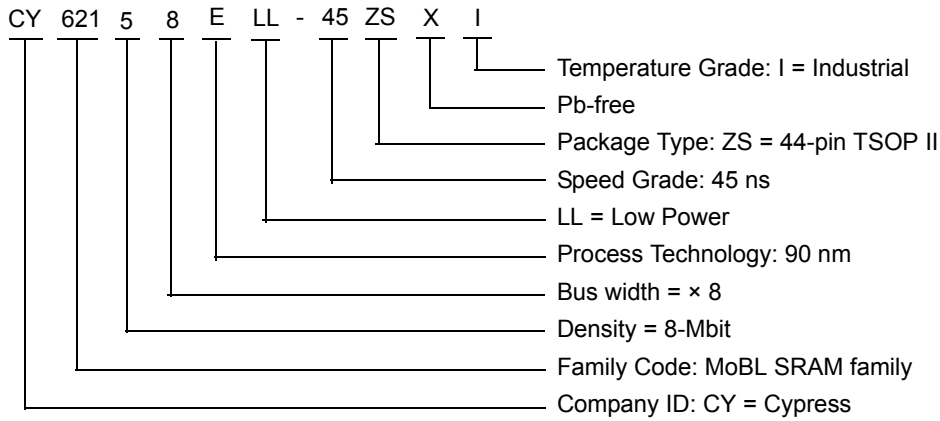 CY 621 5 8 E LL - 45 ZS X I
Temperature Grade: I = Industrial
Pb-free
Package Type: ZS = 44-pin TSOP II
Speed Grade: 45 ns
LL = Low Power
Process Technology: 90 nm
Bus width = × 8
Density = 8-Mbit
Family Code: MoBL SRAM family
Company ID: CY = Cypress